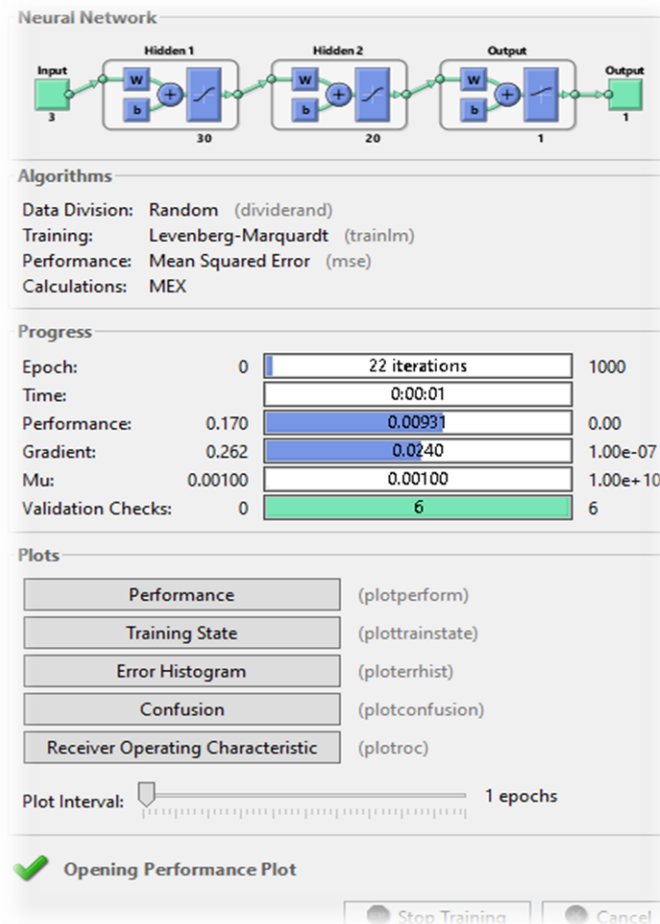 Neural Network
Hidden 1 Hidden 2 Output
Input Output
W W W
b b b
3 1
30 20 1
Algorithms
Data Division: Random (dividerand)
Training: Levenberg-Marquardt (trainlm)
Performance: Mean Squared Error (mse)
Calculations: MEX
Progress
Epoch: 0 22 iterations 1000
Time: 0:00:01
Performance: 0.170 0.00931 0.00
Gradient: 0.262 0.0240 1.00e-07
Mu: 0.00100 0.00100 1.00e+10
Validation Checks: 0 6 6
Plots
Performance (plotperform)
Training State (plottrainstate)
Error Histogram (ploterrhist)
Confusion (plotconfusion)
Receiver Operating Characteristic (plotroc)
Plot Interval: 1 epochs
Opening Performance Plot
Stop Training Cancel